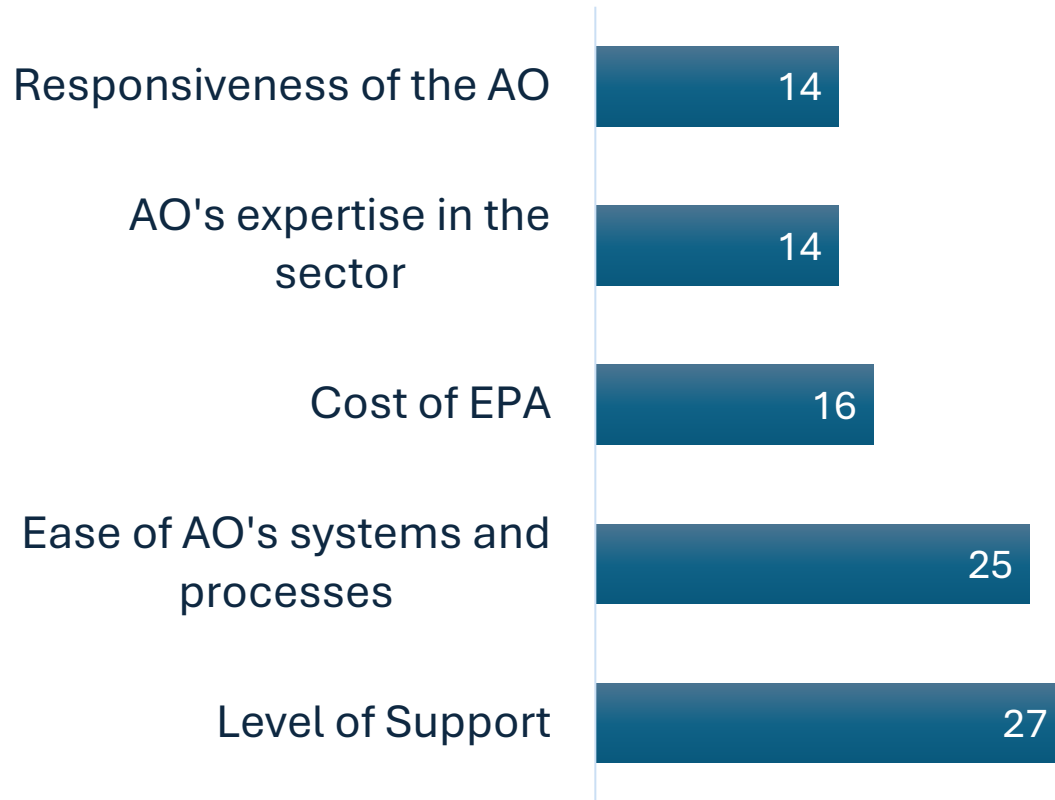 Responsiveness of the AO
14
AO's expertise in the
sector
14
Cost of EPA
16
Ease of AO's systems and
processes
25
Level of Support
27